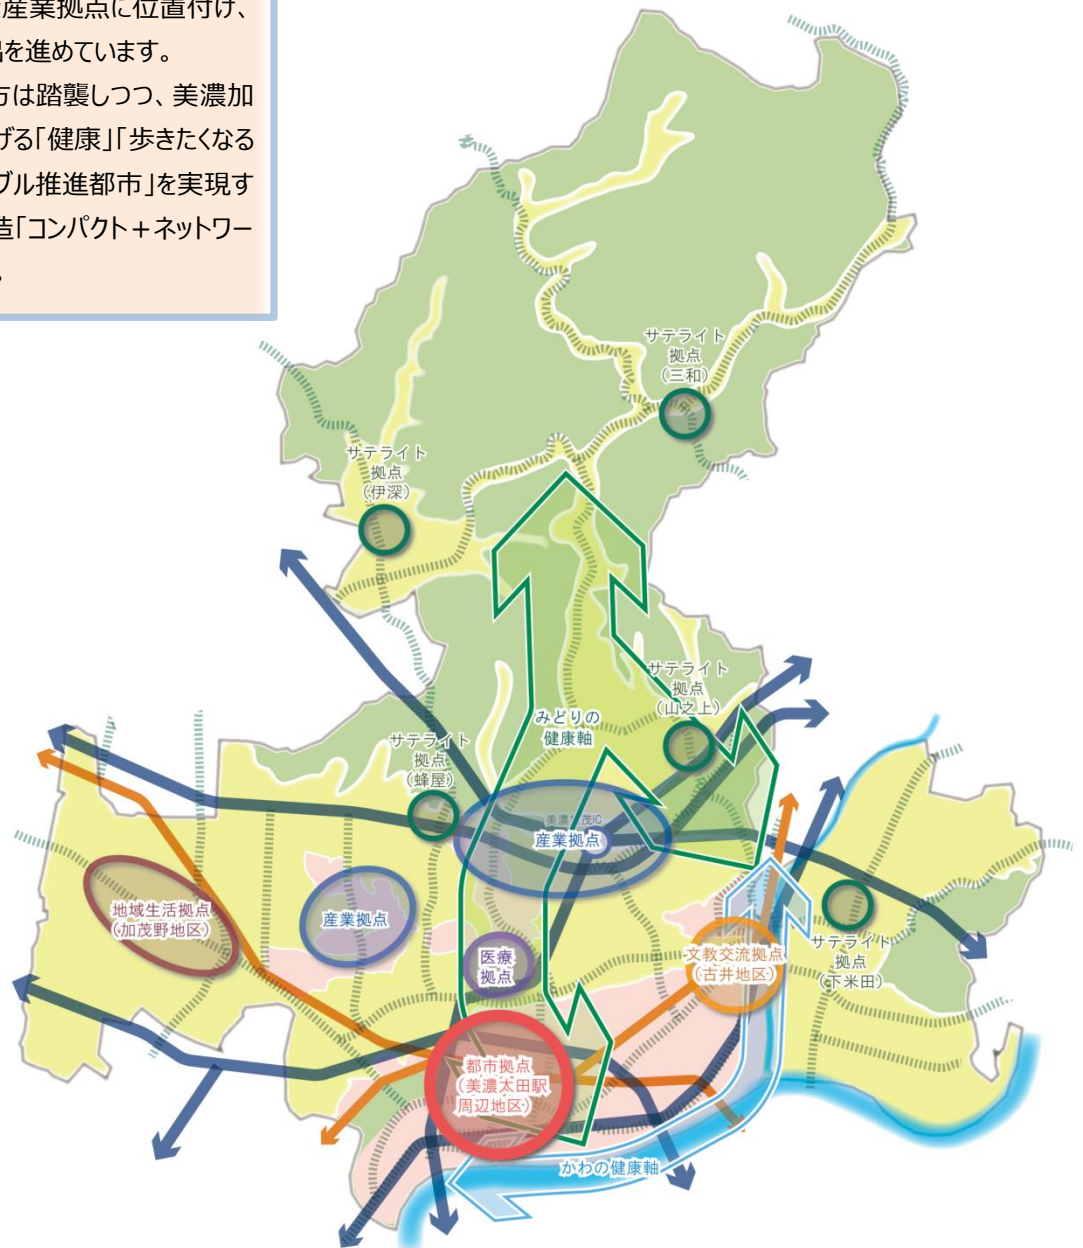 産業拠点に位置付け、
を進めています。
方は踏襲しつつ、美濃加
げる「健康」「歩きたくなる
ブル推進都市」を実現す
造「コンパクト＋ネットワー
サテライト
拠点
（三和）
サテライト
拠点
（伊深）
サテライト
拠点
（山之上）
みどりの
健康軸
サテライト
拠点
（蜂屋）
美濃加茂IC
産業拠点
地域生活拠点
（加茂野地区）
産業拠点
医療
拠点
文教交流拠点
（古井地区）
サテライト
拠点
（下米田）
都市拠点
（美濃太田駅
周辺地区）
かわの健康軸